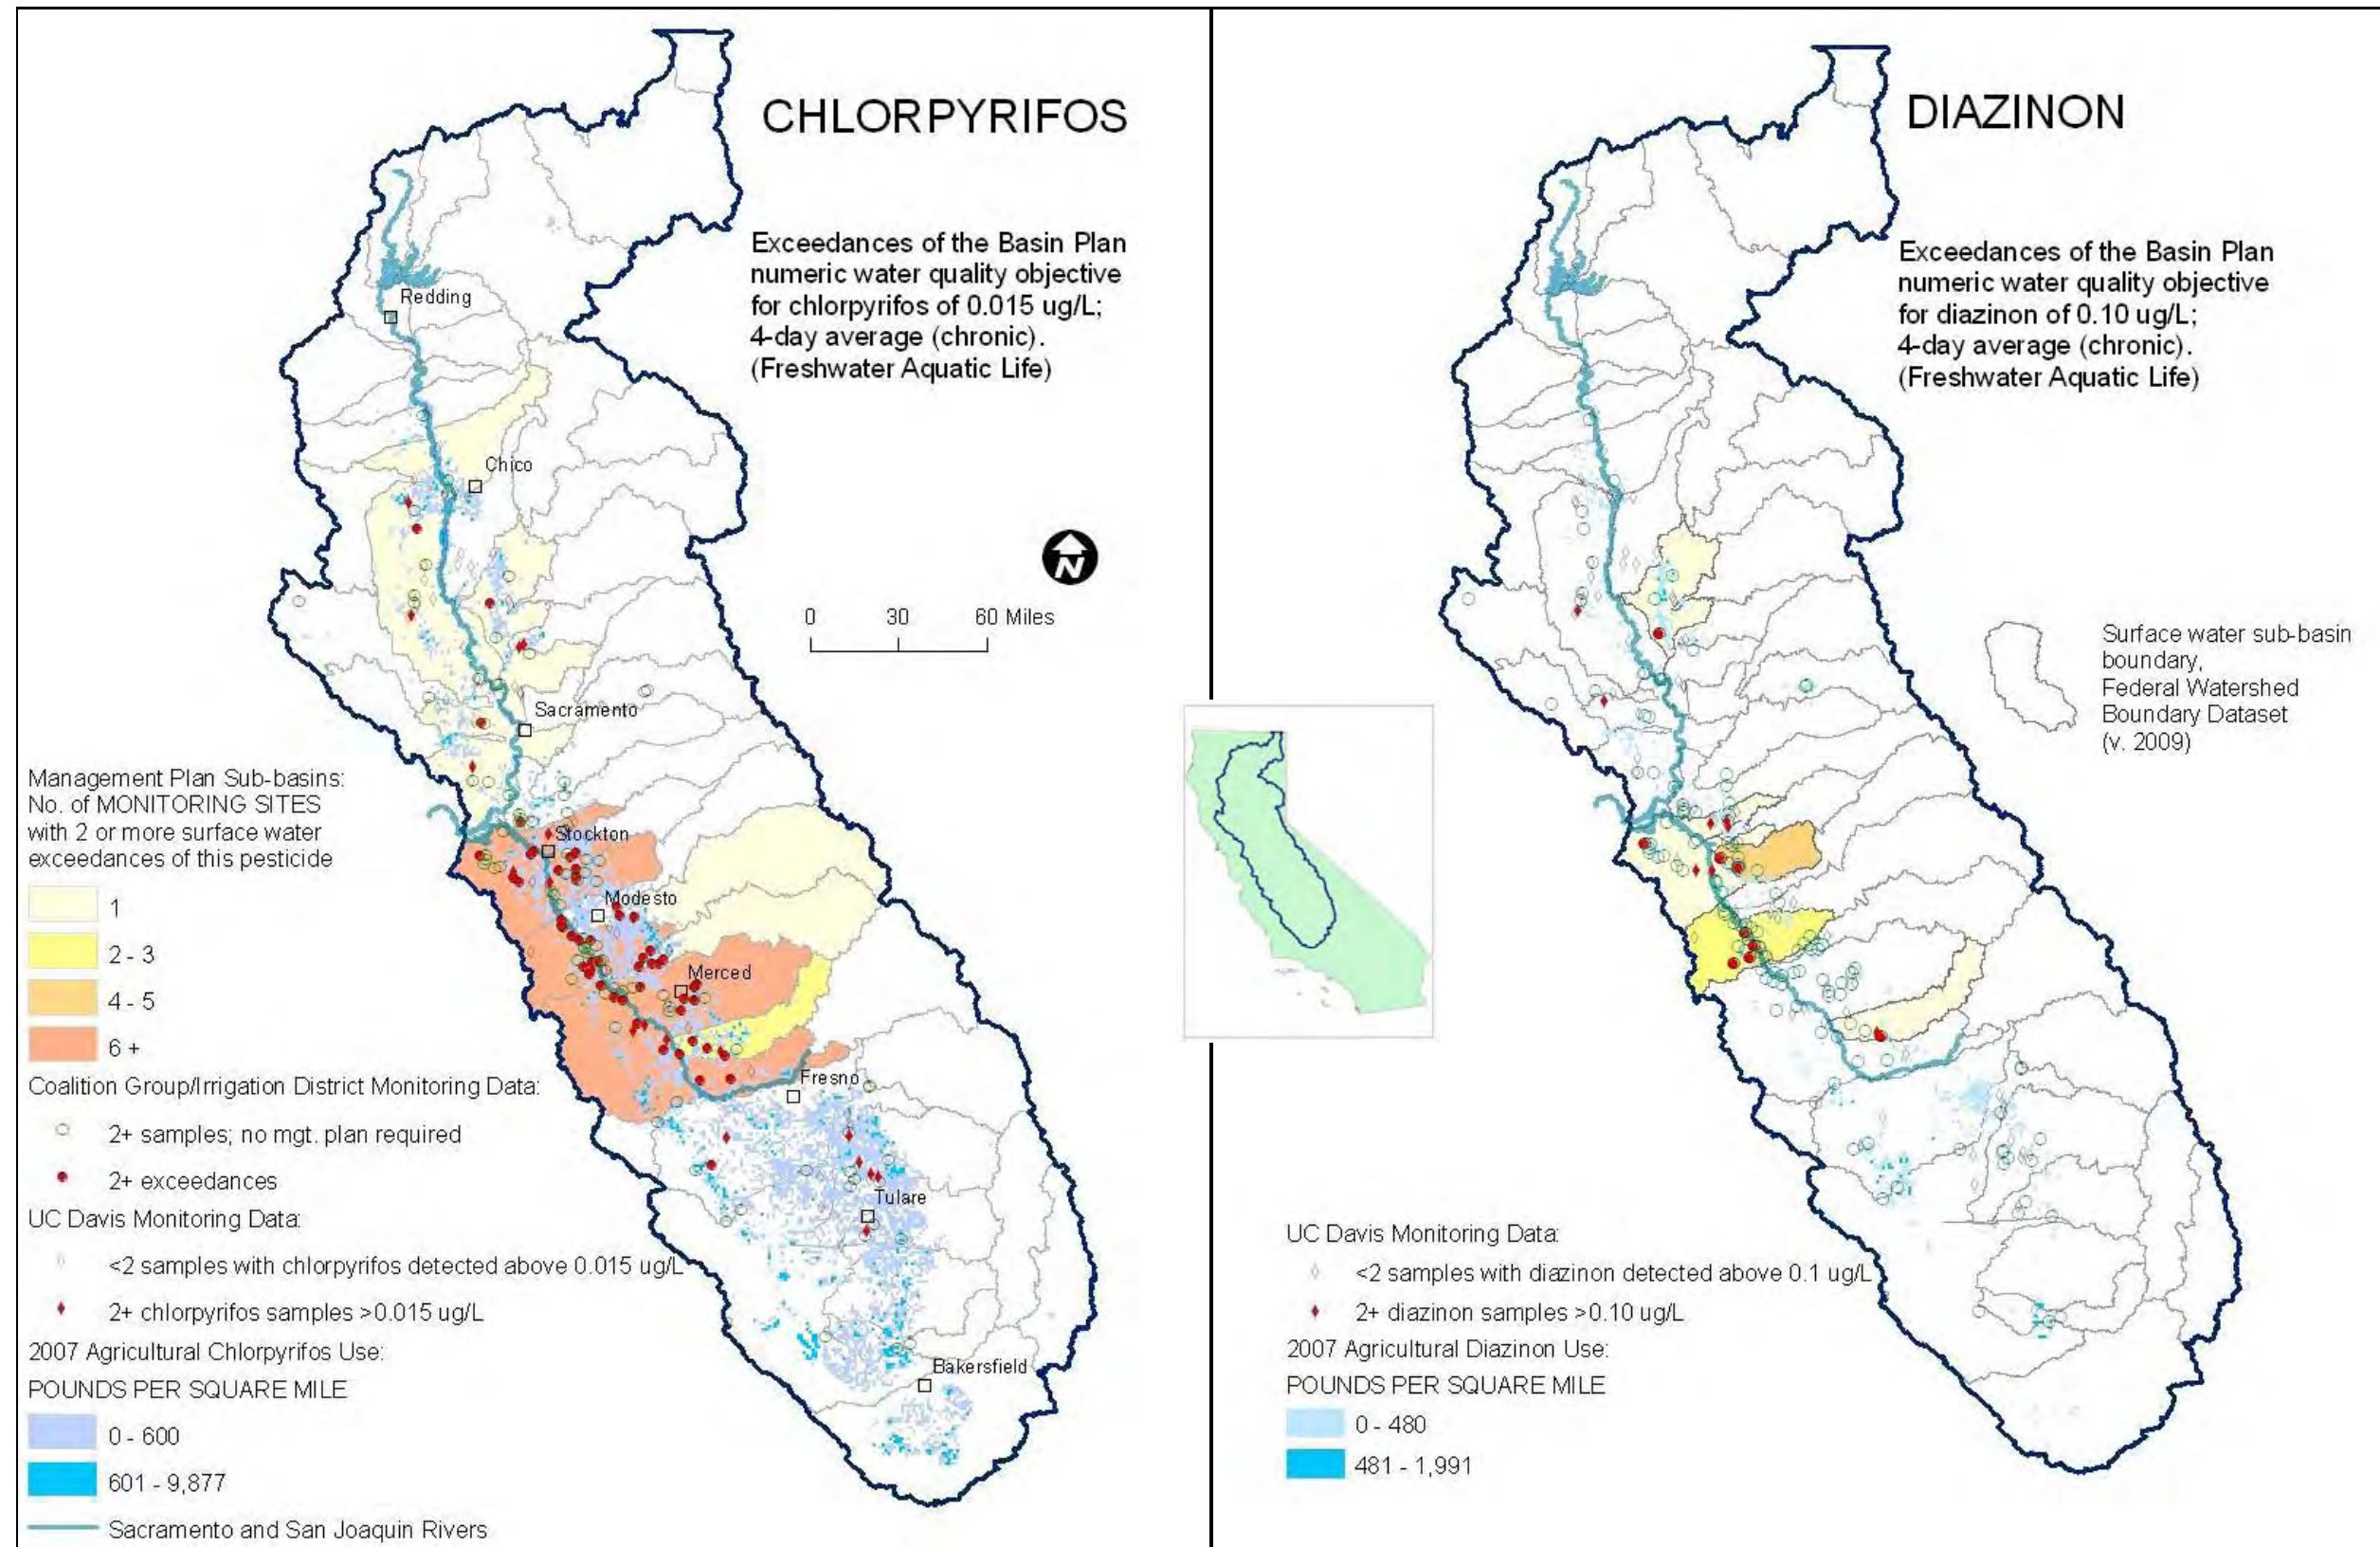 CHLORPYRIFOS
Exceedances of the Basin Plan
numeric water quality objective
for chlorpyrifos of 0.015 ug/L;
4-day average (chronic).
(Freshwater Aquatic Life)
Redding
Chico
N
0 30 60 Miles
Sacramento
Stockton
Modesto
Merced
Fresno
Tulare
Bakersfield
Management Plan Sub-basins:
No. of MONITORING SITES
with 2 or more surface water
exceedances of this pesticide
1
2 - 3
4 - 5
6 +
Coalition Group/Irrigation District Monitoring Data:
2+ samples; no mgt. plan required
2+ exceedances
UC Davis Monitoring Data:
<2 samples with chlorpyrifos detected above 0.015 ug/L
2+ chlorpyrifos samples >0.015 ug/L
2007 Agricultural Chlorpyrifos Use:
POUNDS PER SQUARE MILE
0 - 600
601 - 9,877
Sacramento and San Joaquin Rivers
DIAZINON
Exceedances of the Basin Plan
numeric water quality objective
for diazinon of 0.10 ug/L;
4-day average (chronic).
(Freshwater Aquatic Life)
Surface water sub-basin
boundary,
Federal Watershed
Boundary Dataset
(v. 2009)
UC Davis Monitoring Data:
<2 samples with diazinon detected above 0.1 ug/L
2+ diazinon samples >0.10 ug/L
2007 Agricultural Diazinon Use:
POUNDS PER SQUARE MILE
0 - 480
481 - 1,991